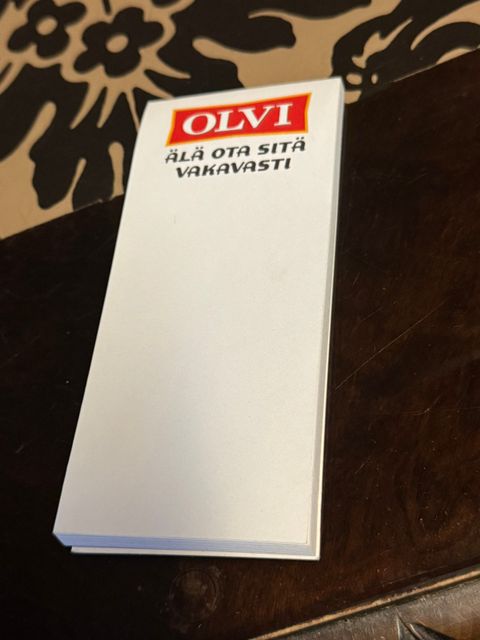 OLVI
ÄLÄ OTA SITÄ
VAKAVASTI